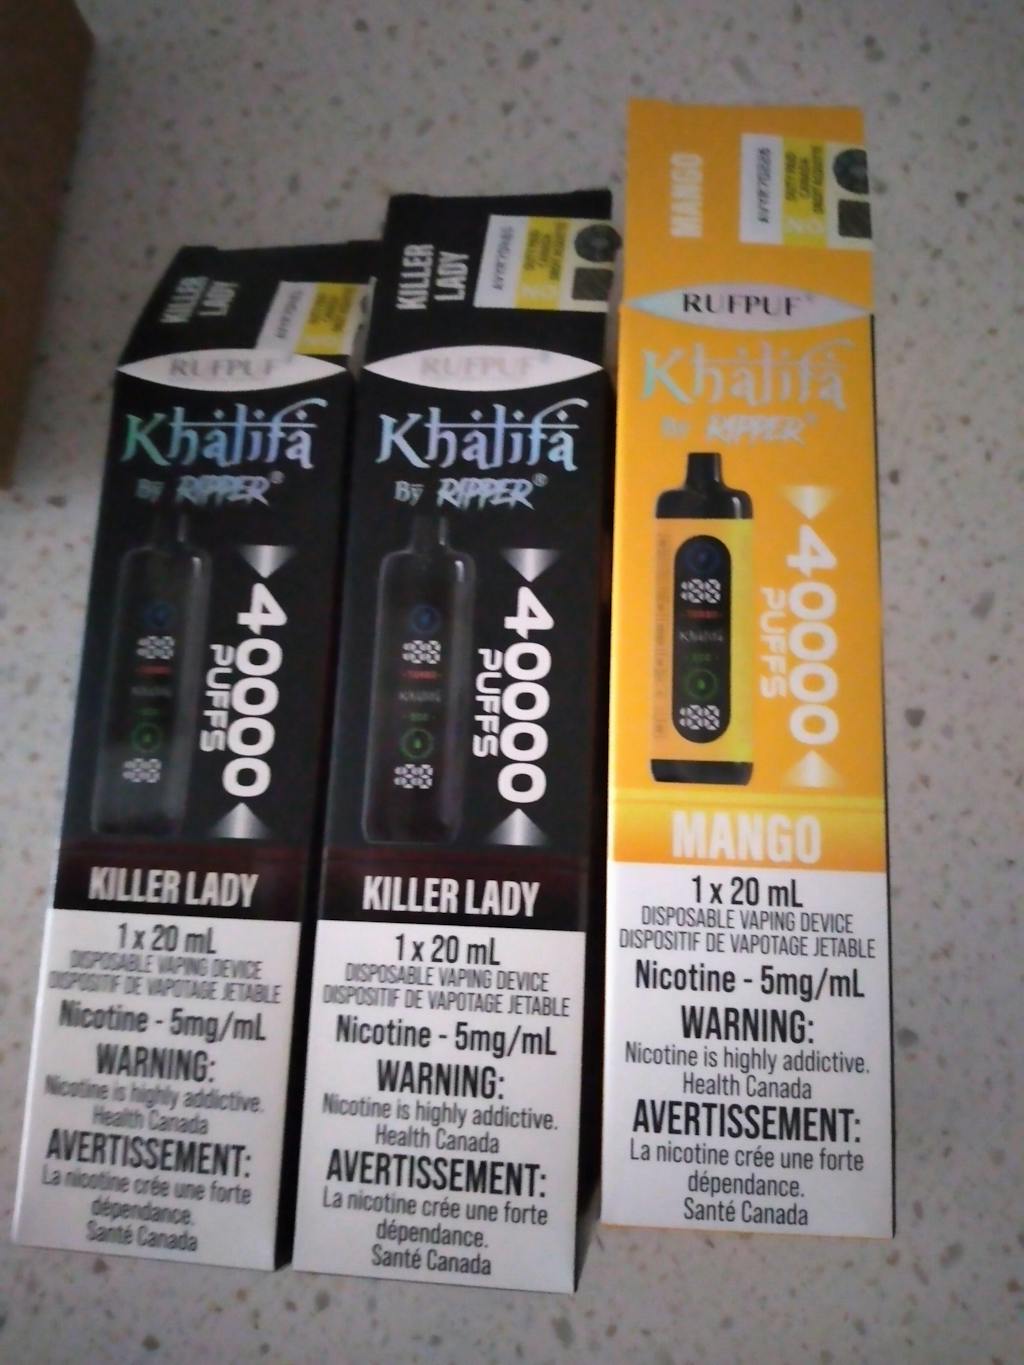 KILLER
LADY
RUFPUF
Khalifa
By RIPPER®
40000
PUFFS
KILLER LADY
1 x 20 mL
DISPOSABLE VAPING DEVICE
DISPOSITIF DE VAPOTAGE JETABLE
Nicotine - 5mg/mL
WARNING:
Nicotine is highly addictive.
Health Canada
AVERTISSEMENT:
La nicotine crée une forte
dépendance.
Santé Canada
KILLER
LADY
RUFPUF
Khalifa
By RIPPER®
40000
PUFFS
KILLER LADY
1 x 20 mL
DISPOSABLE VAPING DEVICE
DISPOSITIF DE VAPOTAGE JETABLE
Nicotine - 5mg/mL
WARNING:
Nicotine is highly addictive.
Health Canada
AVERTISSEMENT:
La nicotine crée une forte
dépendance.
Santé Canada
MANGO
ON
RUFPUF®
Khalifa
By RIPPER®
40000
PUFFS
Khalifa
MANGO
1 x 20 mL
DISPOSABLE VAPING DEVICE
DISPOSITIF DE VAPOTAGE JETABLE
Nicotine - 5mg/mL
WARNING:
Nicotine is highly addictive.
Health Canada
AVERTISSEMENT:
La nicotine crée une forte
dépendance.
Santé Canada